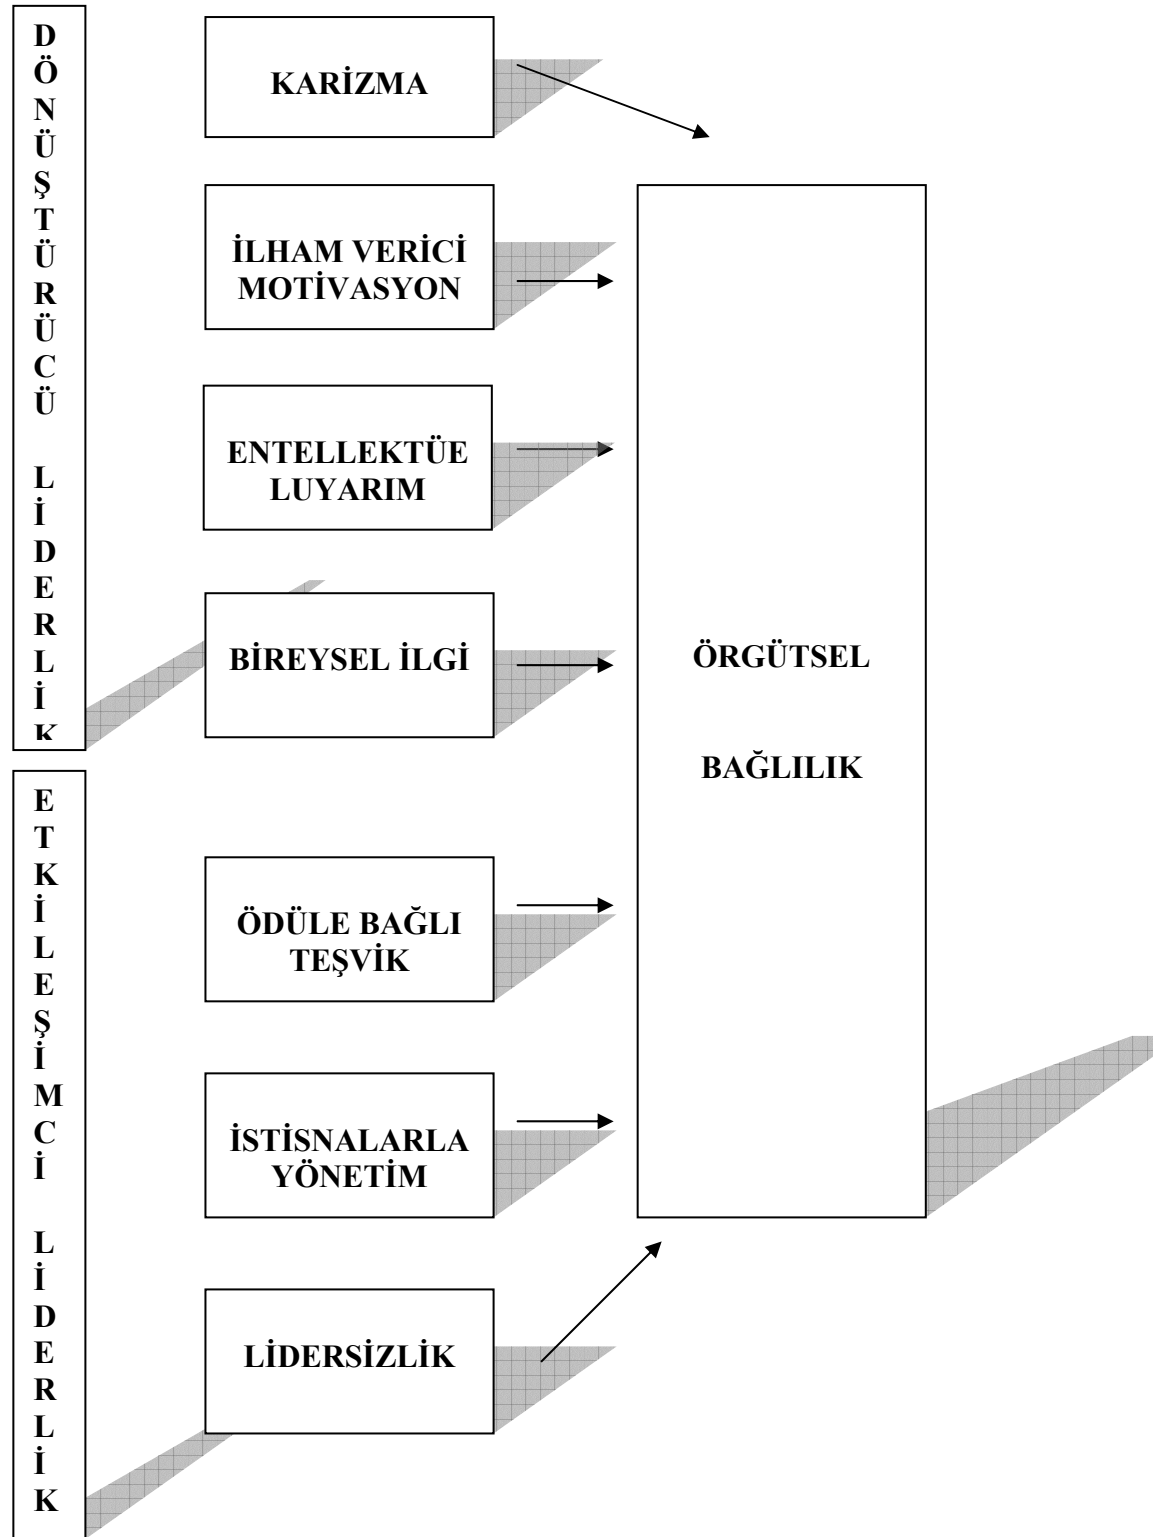 DÖNÜŞTÜRÜCÜ LİDERLİK
KARİZMA
İLHAM VERİCİ
MOTİVASYON
ENTELLEKTÜE
LUYARIM
BİREYSEL İLGİ
ETKİLEŞİMCİ LİDERLİK
ÖDÜLE BAĞLI
TEŞVİK
İSTİSNALARLA
YÖNETİM
LİDERSİZLİK
ÖRGÜTSEL
BAĞLILIK